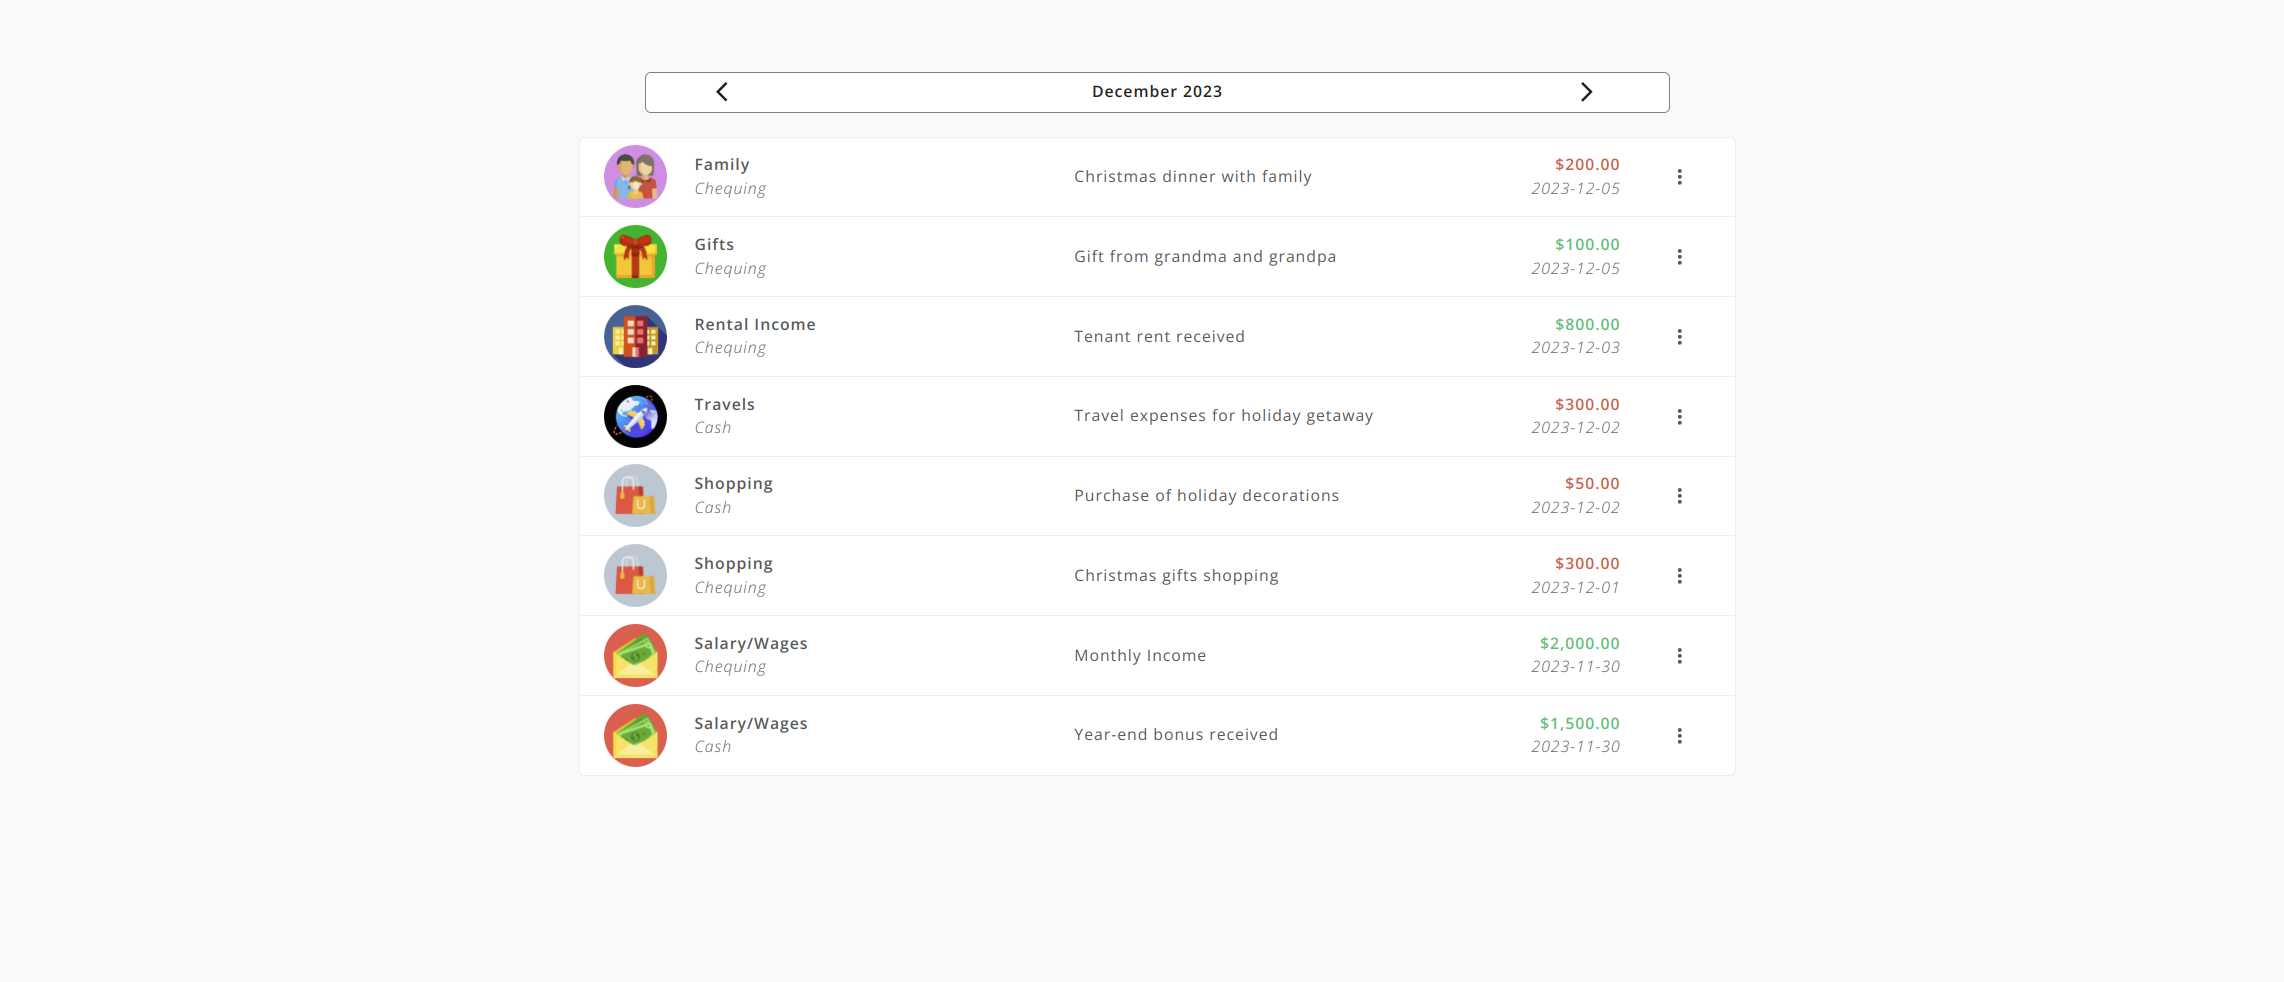 December 2023
Family
Chequing
Christmas dinner with family
$200.00
2023-12-05
Gifts
Chequing
Gift from grandma and grandpa
$100.00
2023-12-05
Rental Income
Chequing
Tenant rent received
$800.00
2023-12-03
Travels
Cash
Travel expenses for holiday getaway
$300.00
2023-12-02
Shopping
Cash
Purchase of holiday decorations
$50.00
2023-12-02
Shopping
Chequing
Christmas gifts shopping
$300.00
2023-12-01
Salary/Wages
Chequing
Monthly Income
$2,000.00
2023-11-30
Salary/Wages
Cash
Year-end bonus received
$1,500.00
2023-11-30